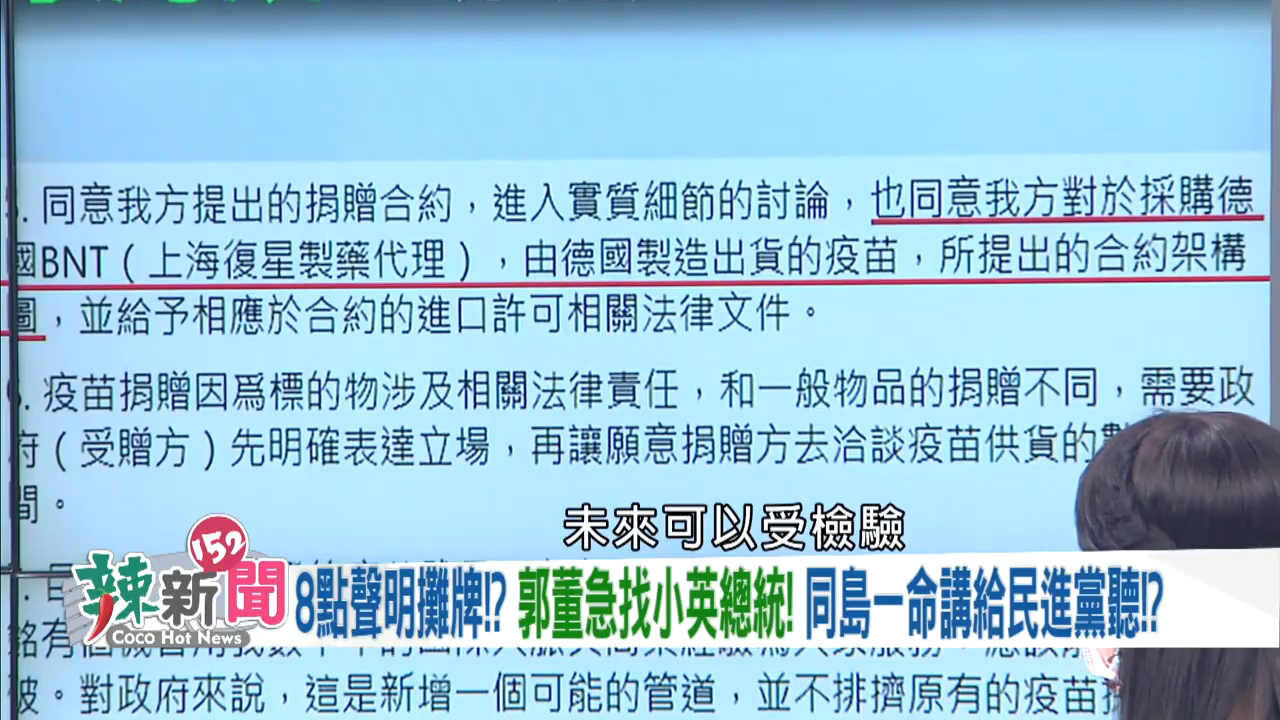 同意我方提出的捐贈合約，進入實質細節的討論，也同意我方對於採購德
國BNT（上海復星製藥代理），由德國製造出貨的疫苗，所提出的合約架構
圖，並給予相應於合約的進口許可相關法律文件。
疫苗捐贈因爲標的物涉及相關法律責任，和一般物品的捐贈不同，需要政
府（受贈方）先明確表達立場，再讓願意捐贈方去洽談疫苗供貨的
間。
未來可以受檢驗
152
辣新聞
Coco Hot News
8點聲明攤牌!? 郭董急找小英總統! 同島一命講給民進黨聽!?
。對政府來說，這是新增一個可能的管道，並不排擠原有的疫苗